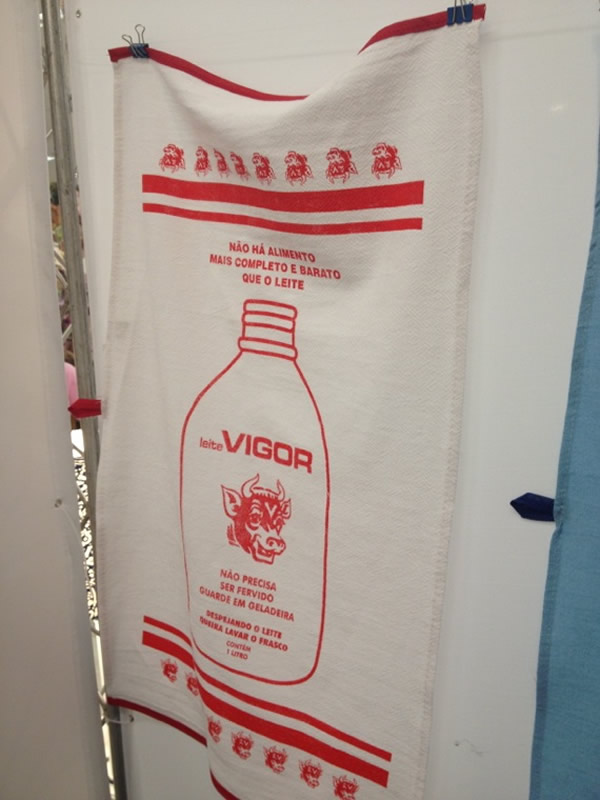 NÃO HÁ ALIMENTO
MAIS COMPLETO E BARATO
QUE O LEITE
leite VIGOR
V
NÃO PRECISA
SER FERVIDO
GUARDE EM GELADEIRA
DESPEJANDO O LEITE
QUEIRA LAVAR O FRASCO
CONTÉM
1 LITRO